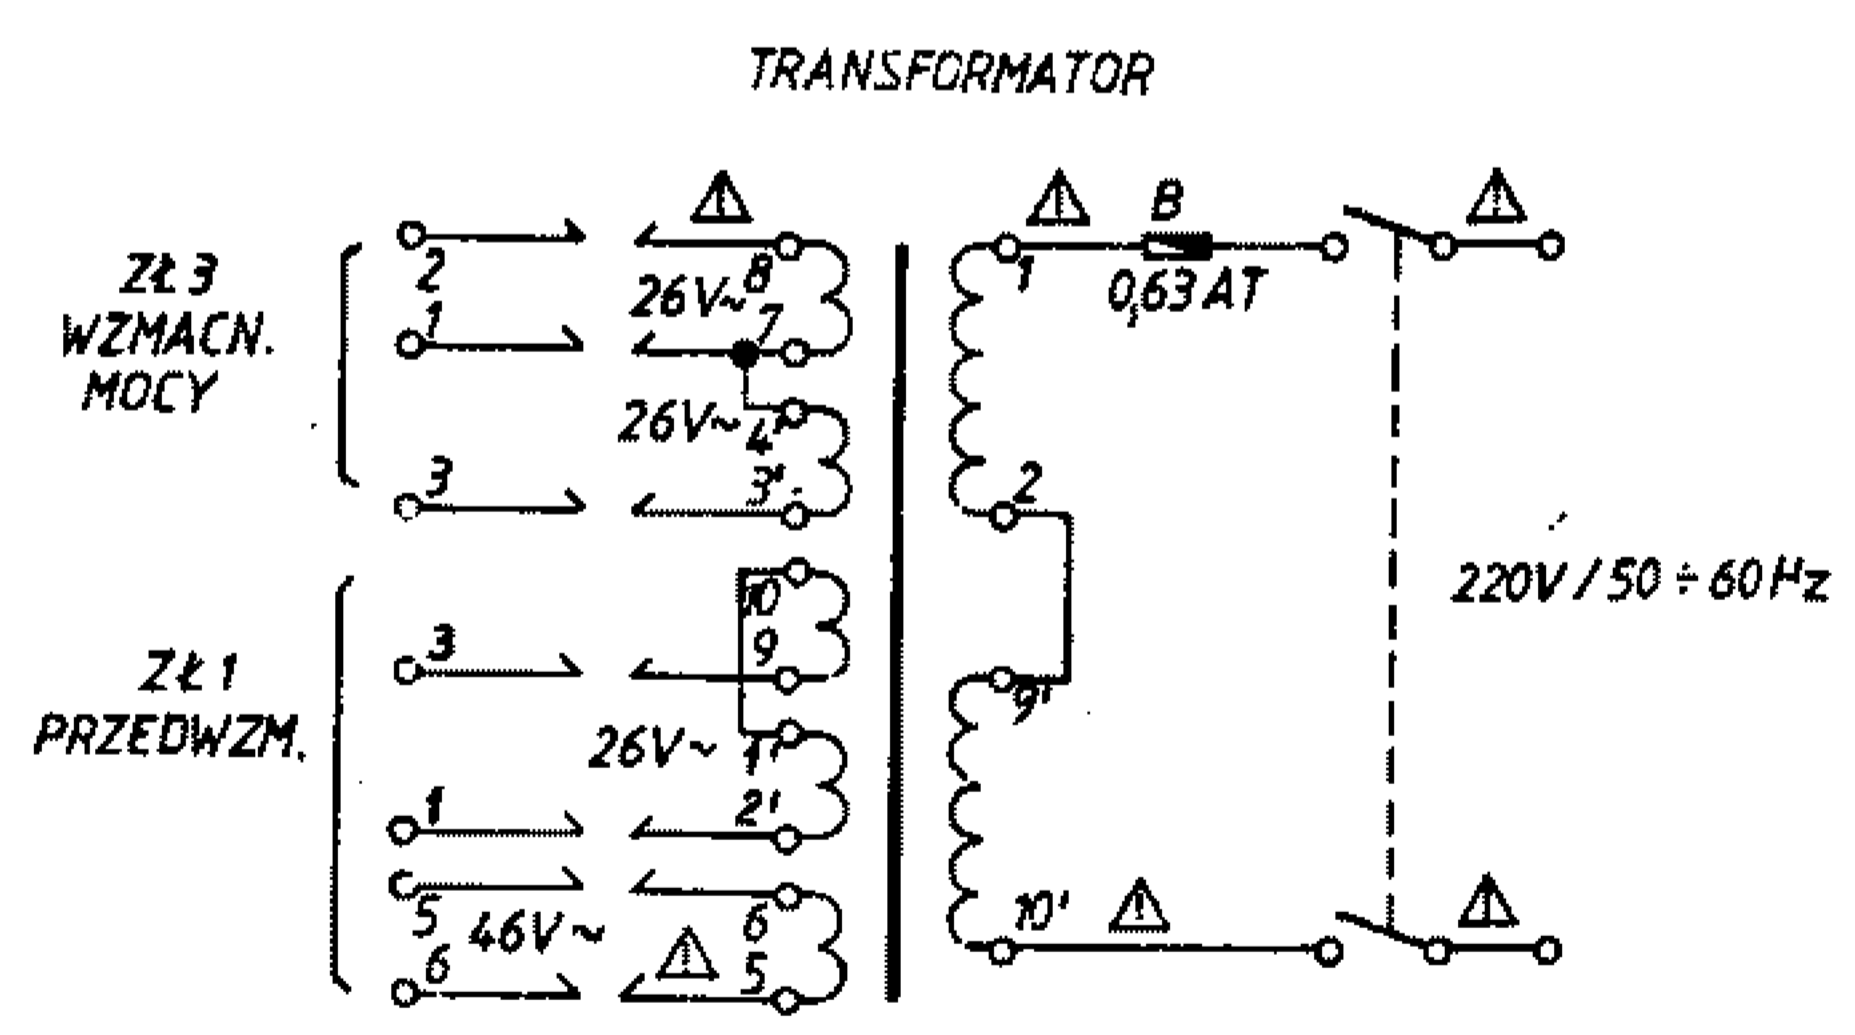 TRANSFORMATOR
ZŁ 3
WZMACN.
MOCY
2
1
3
26V~
8
7
26V~
4'
3'
1
B
0,63 AT
2
220V / 50 ÷ 60 Hz
ZŁ 1
PRZEDWZM.
3
1
5
6
10
9
26V~
1'
2'
46V~
6
5
9'
10'